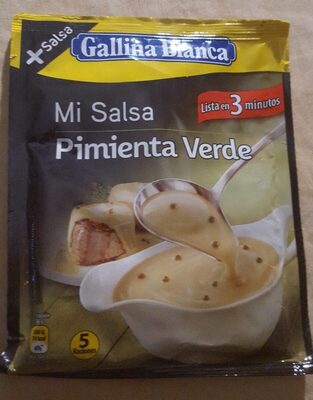 +Salsa
Gallina Blanca
Lista en 3 minutos
Mi Salsa
Pimienta Verde
5
Raciones